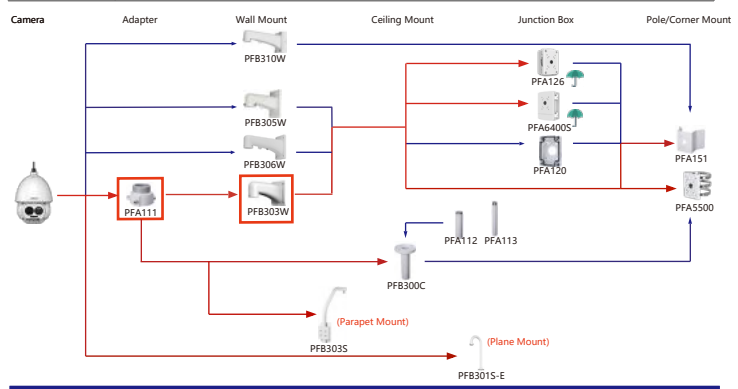 Camera
Adapter
Wall Mount
Ceiling Mount
Junction Box
Pole/Corner Mount
PFB310W
PFA126
PFB305W
PFA6400S
PFB306W
PFA120
PFA151
PFA111
PFB303W
PFA5500
PFA112
PFA113
PFB300C
(Parapet Mount)
PFB303S
(Plane Mount)
PFB301S-E